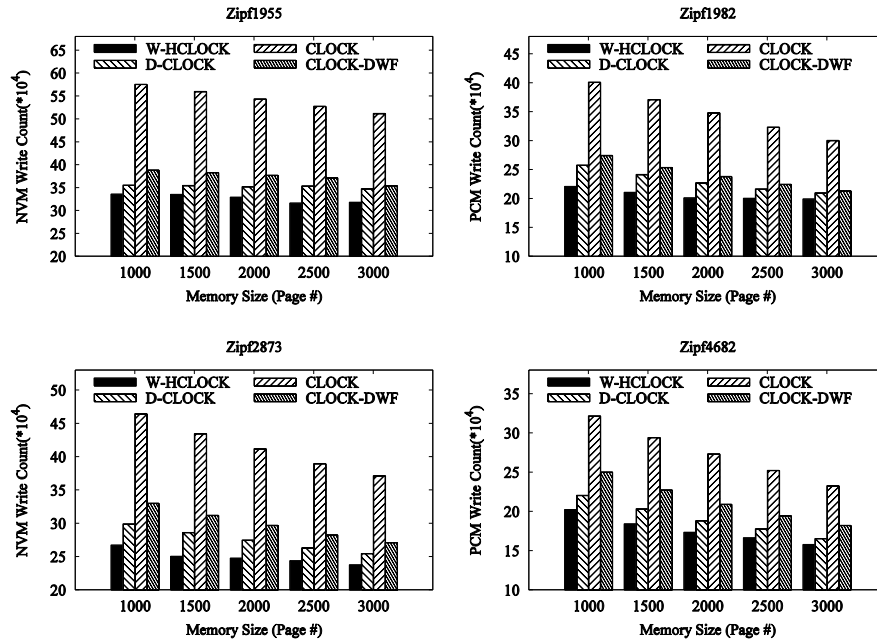 Zipf1955
NVM Write Count(*10^4)
65
60
55
50
45
40
35
30
25
20
W-HCLOCK
D-CLOCK
CLOCK
CLOCK-DWF
1000 1500 2000 2500 3000
Memory Size (Page #)
Zipf1982
PCM Write Count(*10^4)
45
40
35
30
25
20
15
10
W-HCLOCK
D-CLOCK
CLOCK
CLOCK-DWF
1000 1500 2000 2500 3000
Memory Size (Page #)
Zipf2873
NVM Write Count(*10^4)
50
45
40
35
30
25
20
W-HCLOCK
D-CLOCK
CLOCK
CLOCK-DWF
1000 1500 2000 2500 3000
Memory Size (Page #)
Zipf4682
PCM Write Count(*10^4)
35
30
25
20
15
10
W-HCLOCK
D-CLOCK
CLOCK
CLOCK-DWF
1000 1500 2000 2500 3000
Memory Size (Page #)